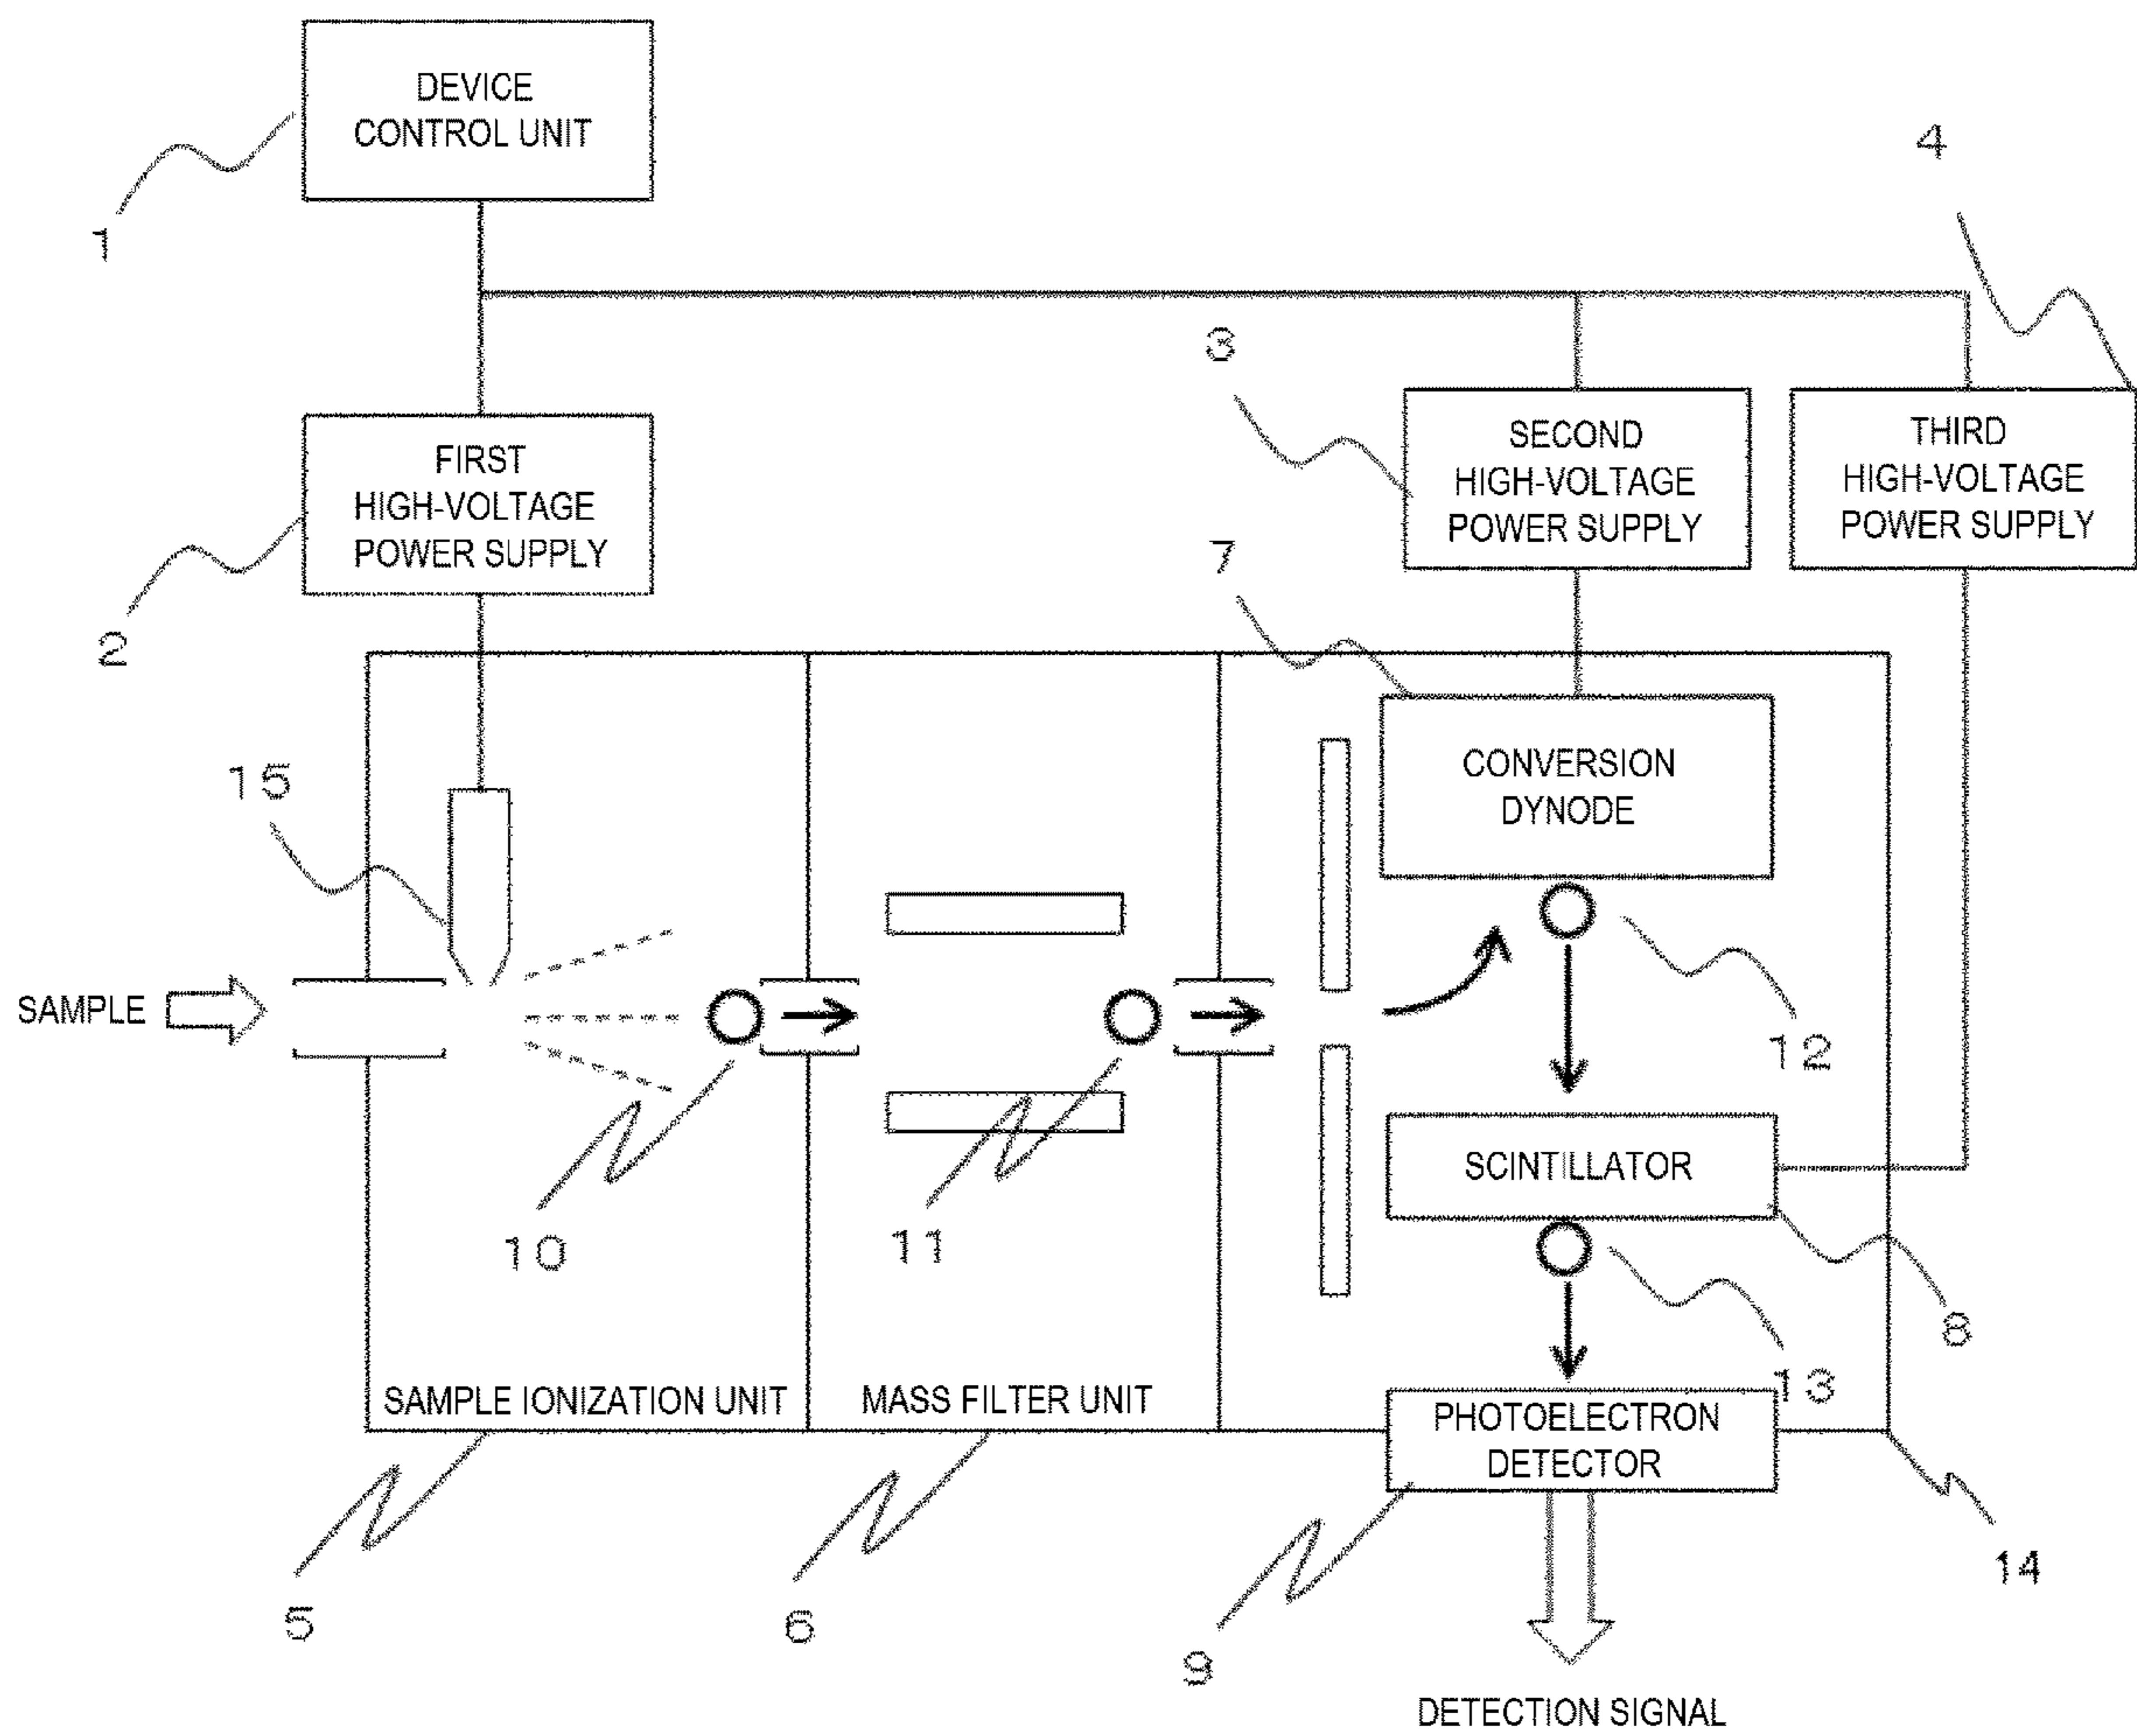 DEVICE
CONTROL UNIT
1
4
3
FIRST
HIGH-VOLTAGE
POWER SUPPLY
2
SECOND
HIGH-VOLTAGE
POWER SUPPLY
THIRD
HIGH-VOLTAGE
POWER SUPPLY
7
15
CONVERSION
DYNODE
SAMPLE
12
10
11
SCINTILLATOR
8
13
SAMPLE IONIZATION UNIT
MASS FILTER UNIT
PHOTOELECTRON
DETECTOR
5
6
9
14
DETECTION SIGNAL